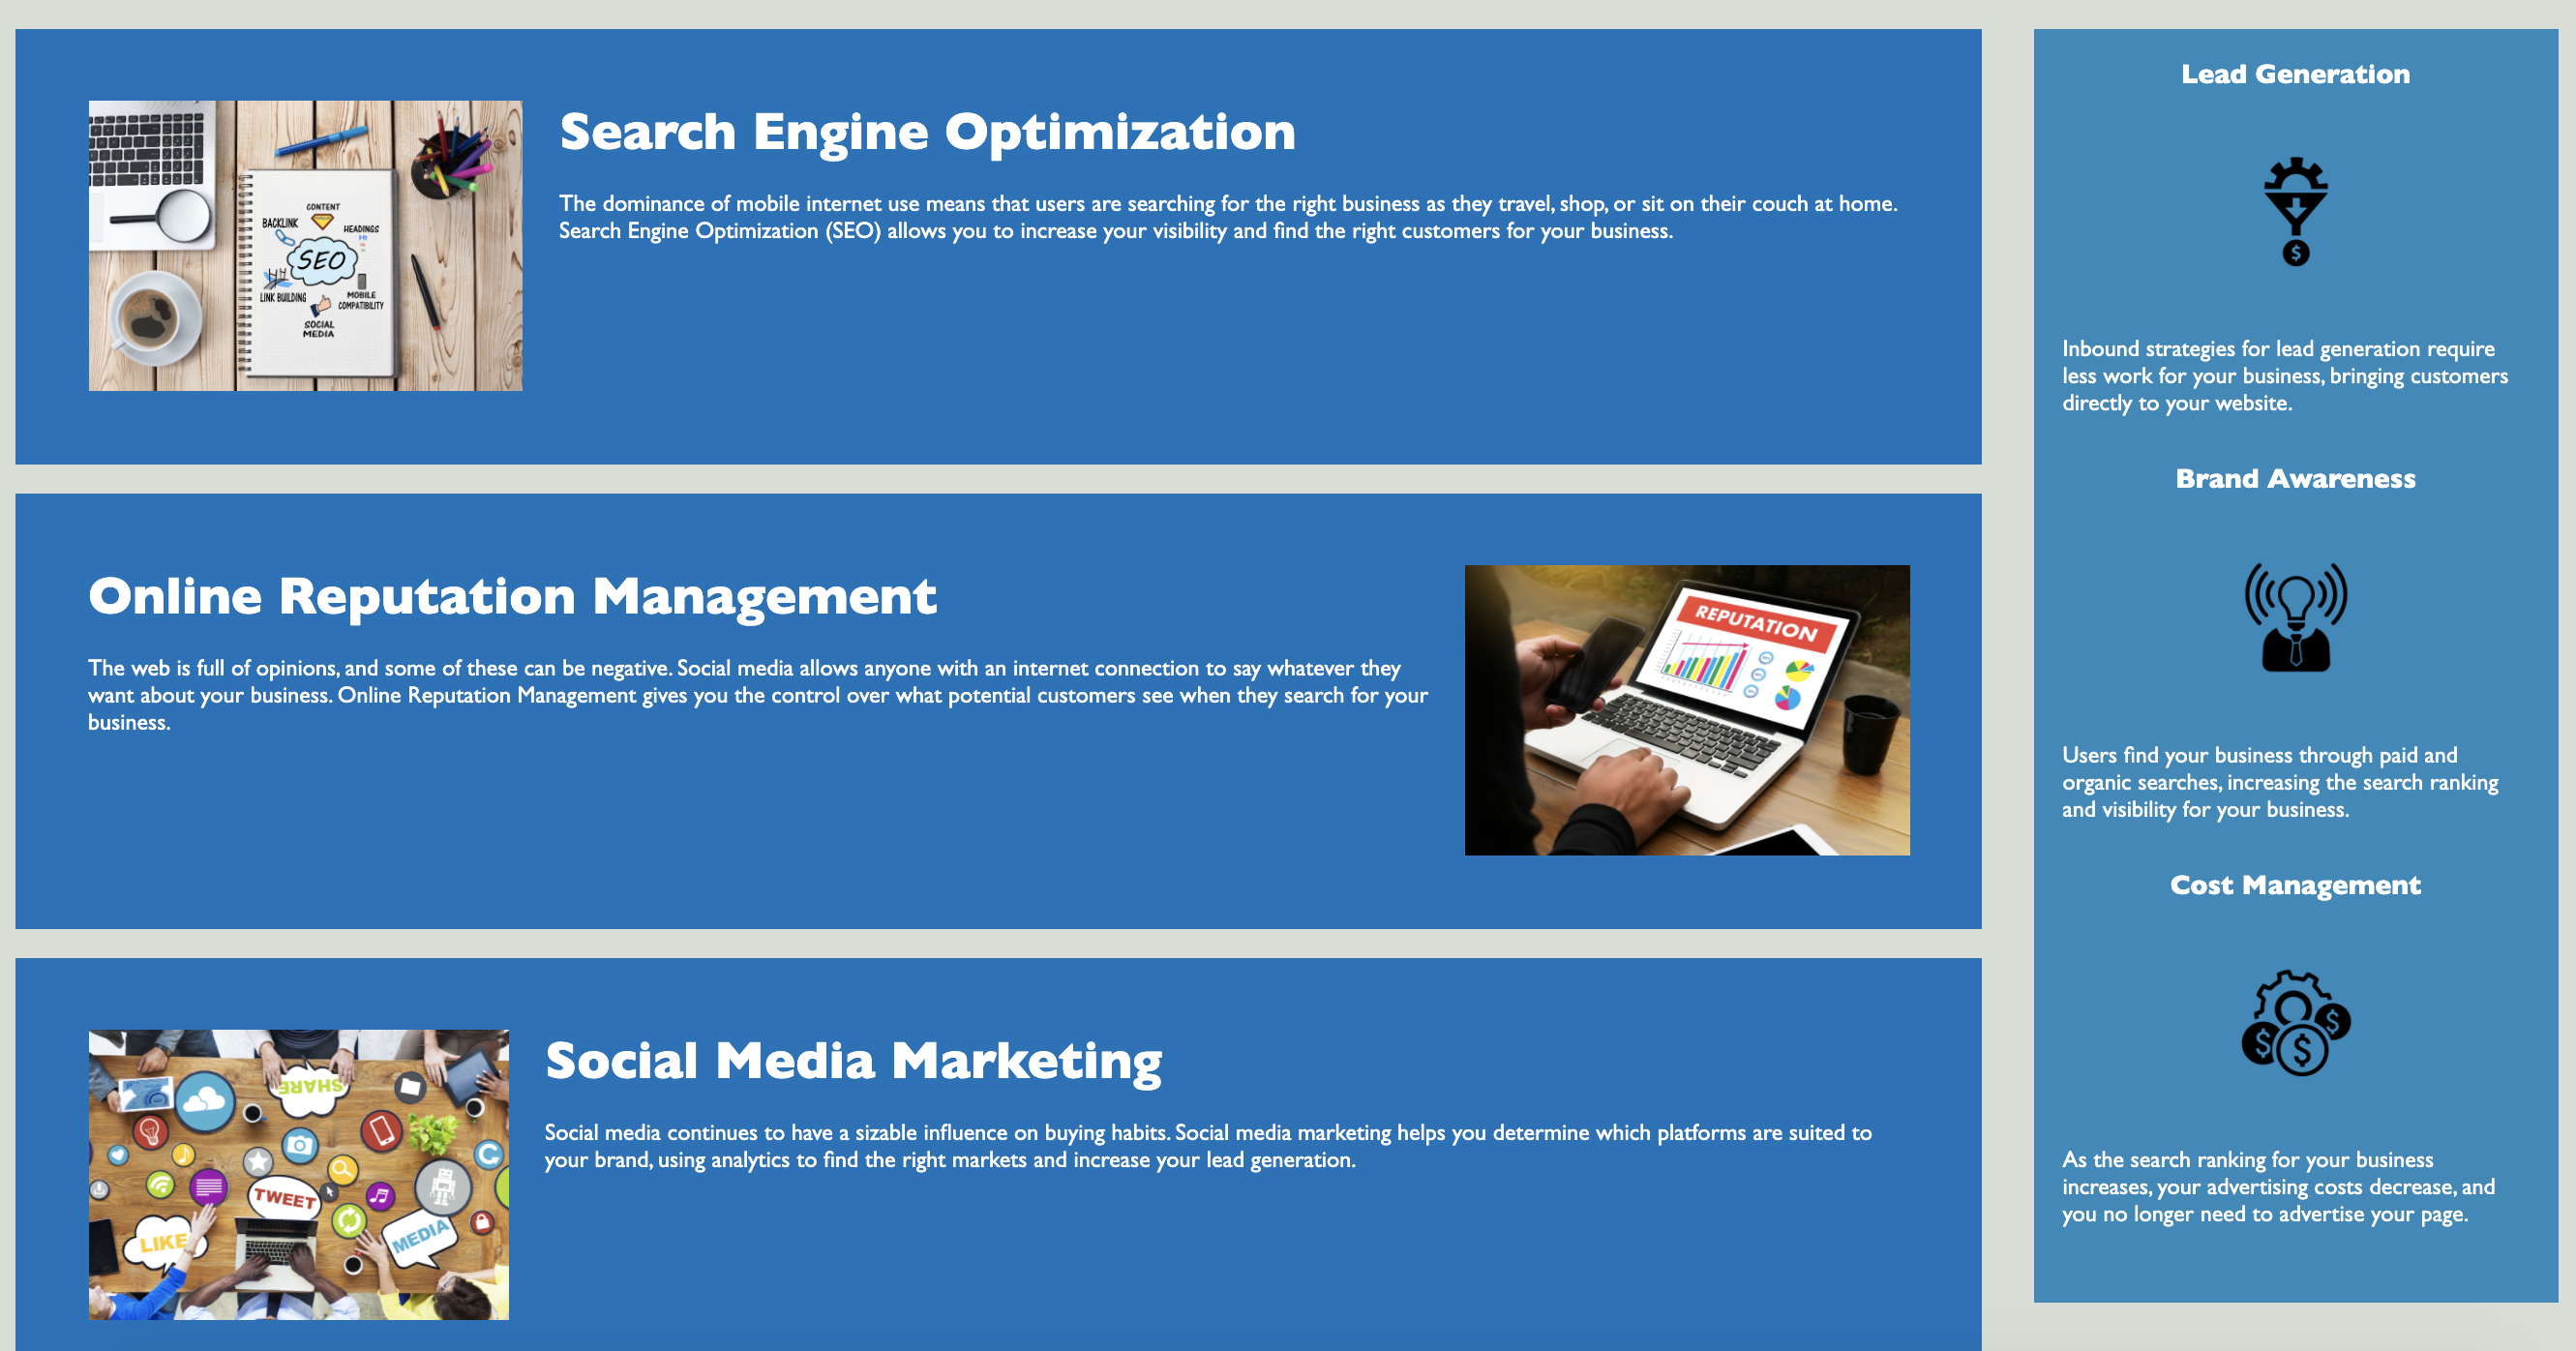 Search Engine Optimization
The dominance of mobile internet use means that users are searching for the right business as they travel, shop, or sit on their couch at home.
Search Engine Optimization (SEO) allows you to increase your visibility and find the right customers for your business.
CONTENT
BACKLINK
HEADINGS
SEO
LINK BUILDING
MOBILE
COMPATIBILITY
SOCIAL
MEDIA
Online Reputation Management
The web is full of opinions, and some of these can be negative. Social media allows anyone with an internet connection to say whatever they
want about your business. Online Reputation Management gives you the control over what potential customers see when they search for your
business.
REPUTATION
Social Media Marketing
Social media continues to have a sizable influence on buying habits. Social media marketing helps you determine which platforms are suited to
your brand, using analytics to find the right markets and increase your lead generation.
SHARE
TWEET
LIKE
MEDIA
Lead Generation
$
Inbound strategies for lead generation require
less work for your business, bringing customers
directly to your website.
Brand Awareness
Users find your business through paid and
organic searches, increasing the search ranking
and visibility for your business.
Cost Management
$ $ $
As the search ranking for your business
increases, your advertising costs decrease, and
you no longer need to advertise your page.